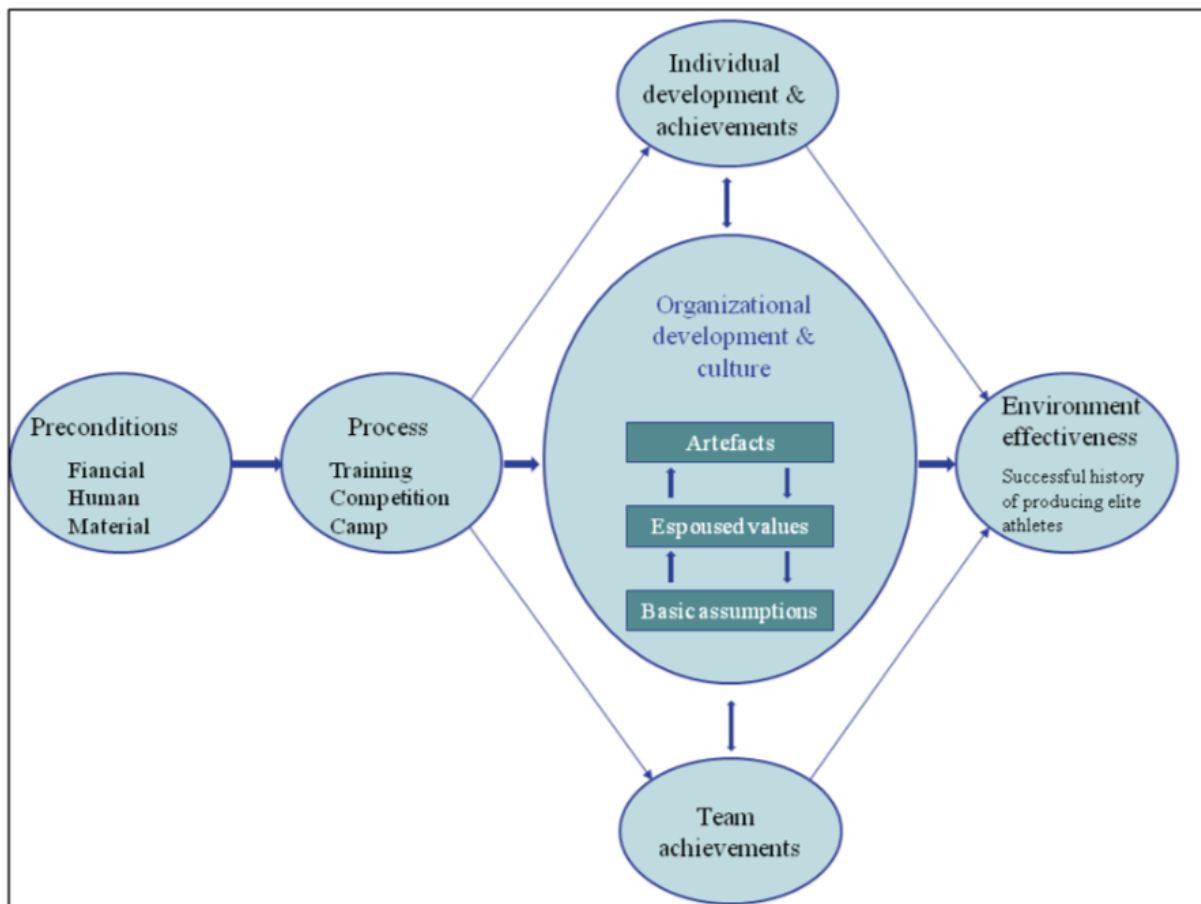 Individual
development &
achievements
Organizational
development &
culture
Artefacts
Espoused values
Basic assumptions
Preconditions
Fiancial
Human
Material
Process
Training
Competition
Camp
Environment
effectiveness
Successful history
of producing elite
athletes
Team
achievements